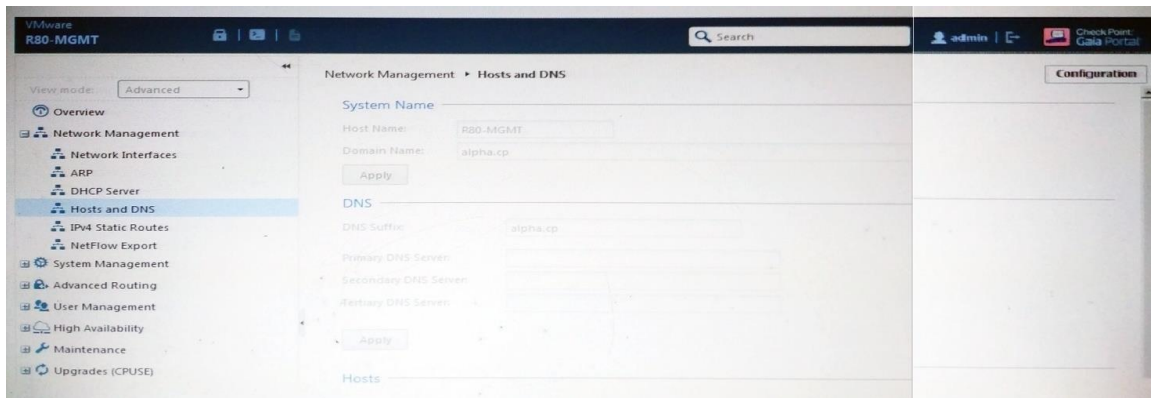 VMware
R80-MGMT
Search
admin
Check Point
Gaia Portal
View mode: Advanced
Overview
Network Management
Network Interfaces
ARP
DHCP Server
Hosts and DNS
IPv4 Static Routes
NetFlow Export
System Management
Advanced Routing
User Management
High Availability
Maintenance
Upgrades (CPUSE)
Network Management Hosts and DNS
Configuration
System Name
Host Name: R80-MGMT
Domain Name: alpha.cp
Apply
DNS
DNS Suffix: alpha.cp
Primary DNS Server:
Secondary DNS Server:
Tertiary DNS Server:
Apply
Hosts